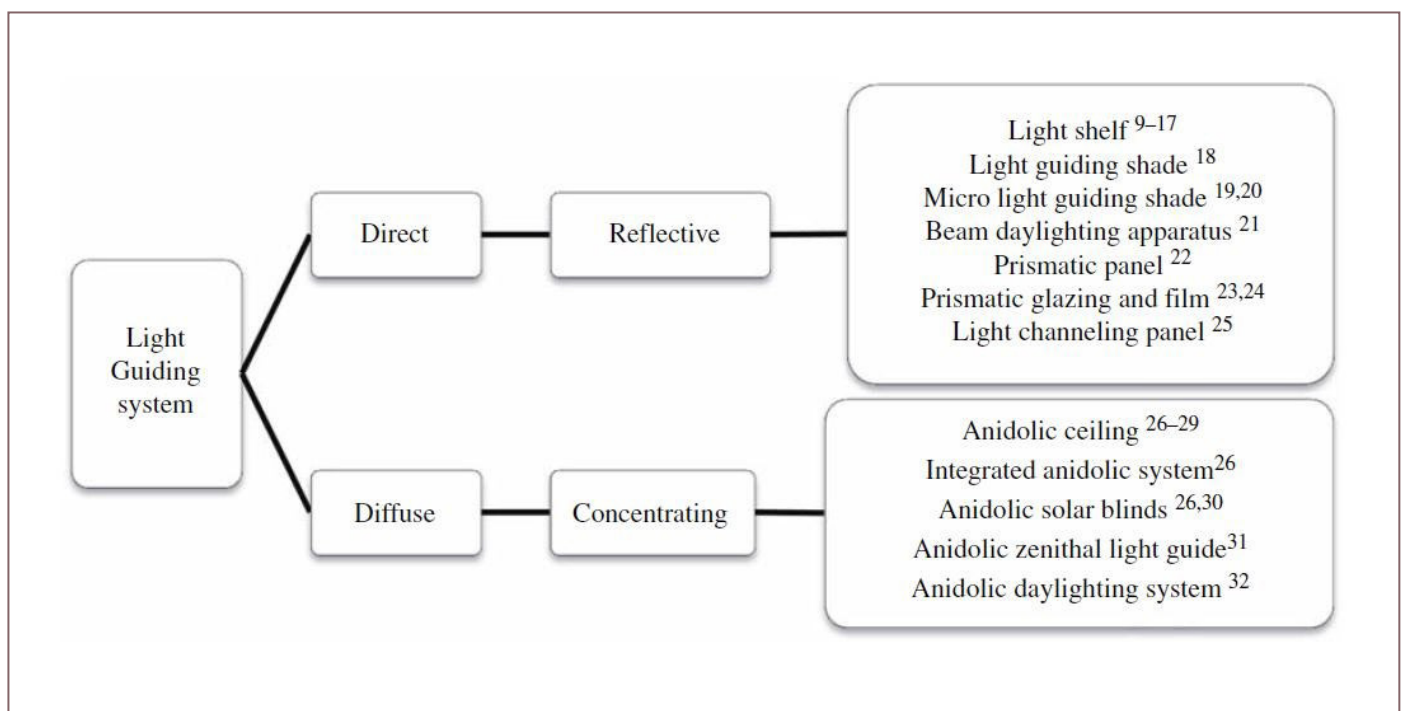 Light
Guiding
system
Direct
Reflective
Light shelf 9–17
Light guiding shade 18
Micro light guiding shade 19,20
Beam daylighting apparatus 21
Prismatic panel 22
Prismatic glazing and film 23,24
Light channeling panel 25
Diffuse
Concentrating
Anidolic ceiling 26–29
Integrated anidolic system26
Anidolic solar blinds 26,30
Anidolic zenithal light guide31
Anidolic daylighting system 32